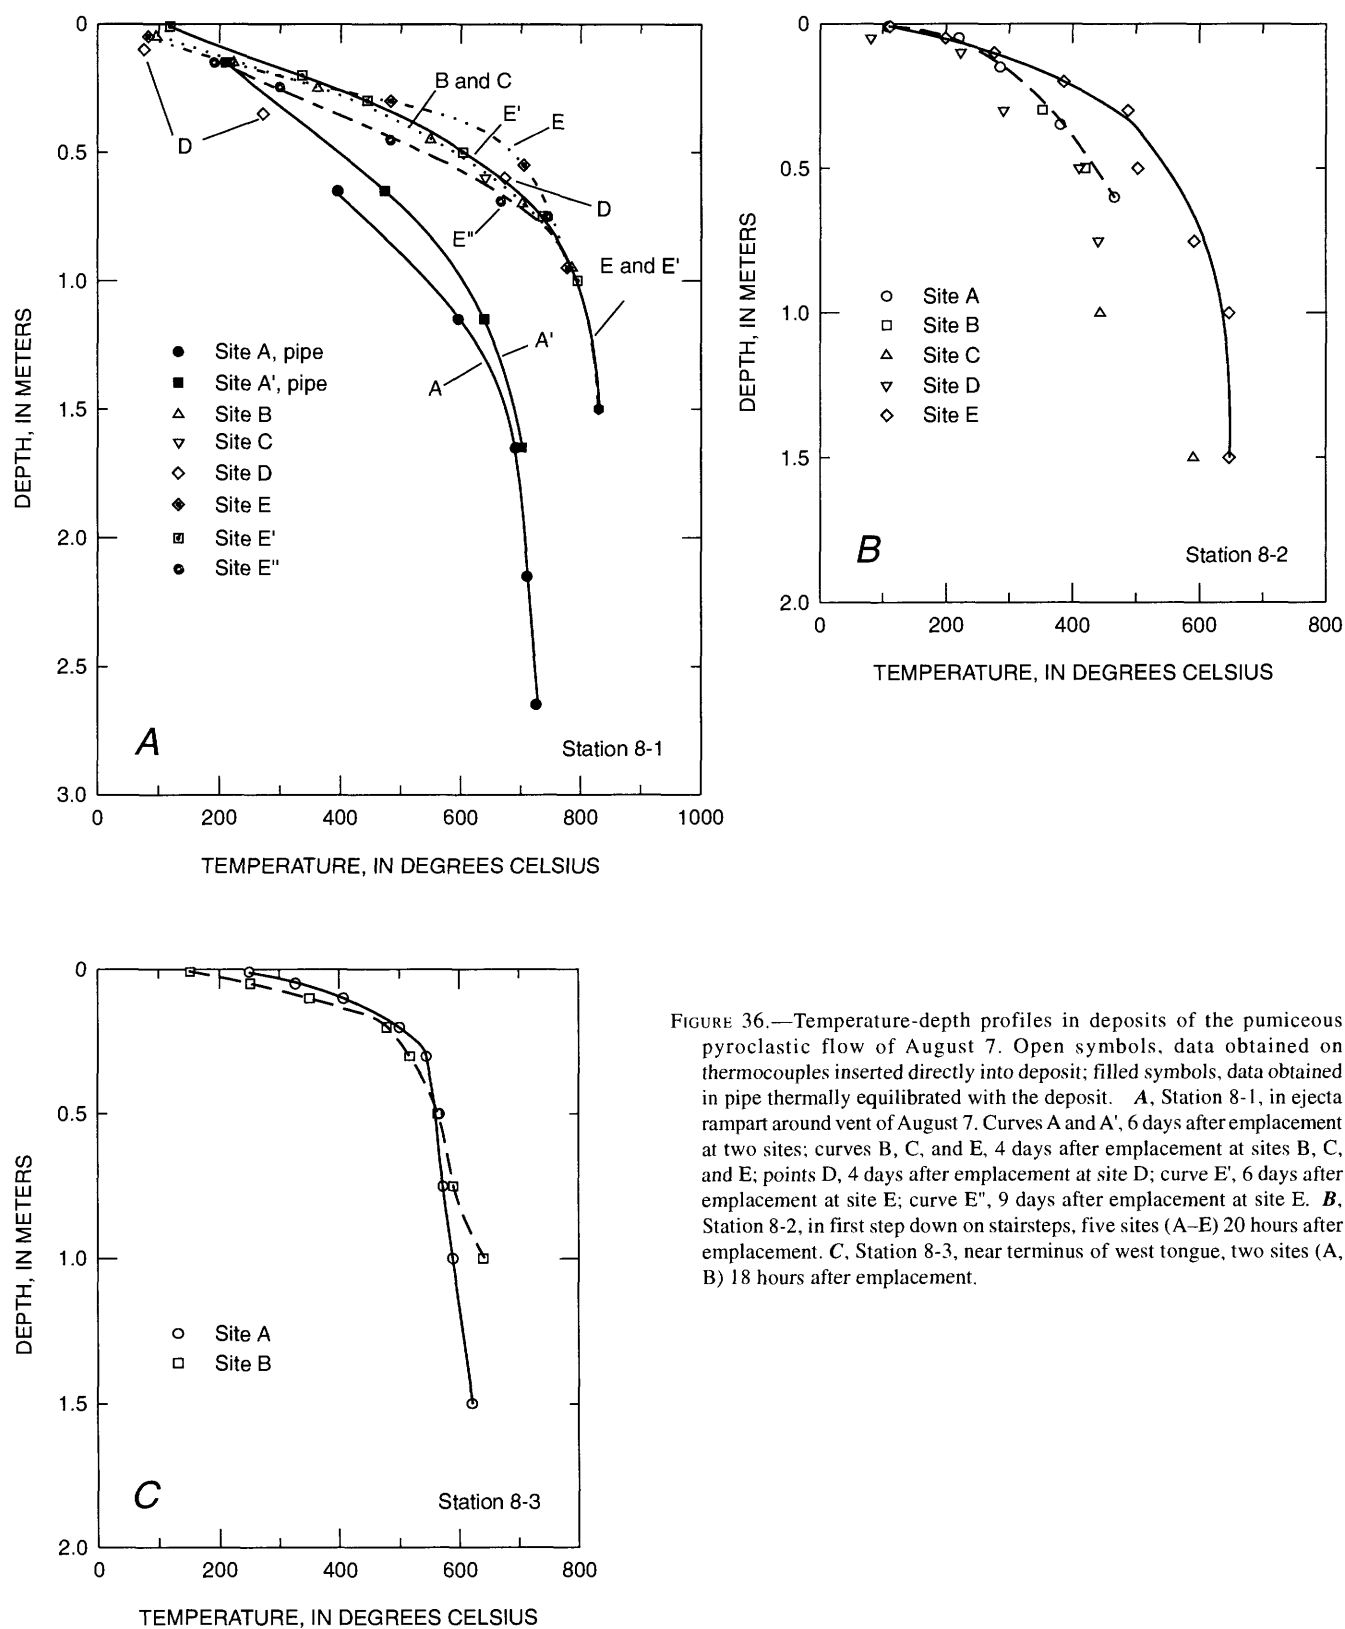 0
0.5
1.0
1.5
2.0
2.5
3.0
DEPTH, IN METERS
B and C
E'
E
D
D
E"
E and E'
A'
A
Site A, pipe
Site A', pipe
Site B
Site C
Site D
Site E
Site E'
Site E"
A
Station 8-1
0 200 400 600 800 1000
TEMPERATURE, IN DEGREES CELSIUS
0
0.5
1.0
1.5
2.0
DEPTH, IN METERS
Site A
Site B
Site C
Site D
Site E
B
Station 8-2
0 200 400 600 800
TEMPERATURE, IN DEGREES CELSIUS
0
0.5
1.0
1.5
2.0
DEPTH, IN METERS
Site A
Site B
C
Station 8-3
0 200 400 600 800
TEMPERATURE, IN DEGREES CELSIUS
FIGURE 36.—Temperature-depth profiles in deposits of the pumiceous
pyroclastic flow of August 7. Open symbols, data obtained on
thermocouples inserted directly into deposit; filled symbols, data obtained
in pipe thermally equilibrated with the deposit. A, Station 8-1, in ejecta
rampart around vent of August 7. Curves A and A', 6 days after emplacement
at two sites; curves B, C, and E, 4 days after emplacement at sites B, C,
and E; points D, 4 days after emplacement at site D; curve E', 6 days after
emplacement at site E; curve E", 9 days after emplacement at site E. B,
Station 8-2, in first step down on stairsteps, five sites (A–E) 20 hours after
emplacement. C, Station 8-3, near terminus of west tongue, two sites (A,
B) 18 hours after emplacement.